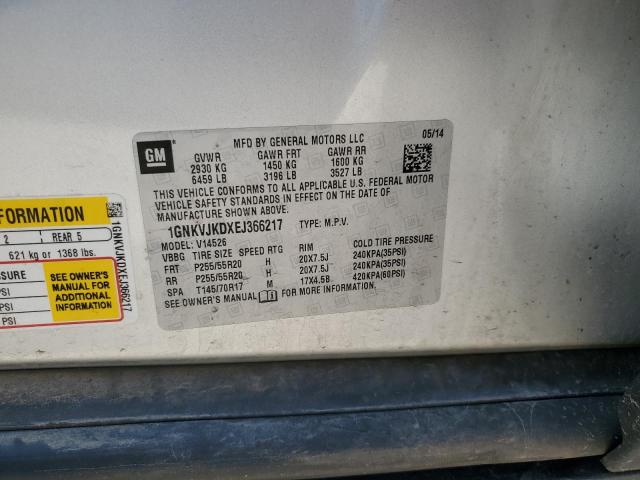 GM
MFD BY GENERAL MOTORS LLC
05/14
GVWR GAWR FRT GAWR RR
2930 KG 1450 KG 1600 KG
6459 LB 3196 LB 3527 LB
THIS VEHICLE CONFORMS TO ALL APPLICABLE U.S. FEDERAL MOTOR
VEHICLE SAFETY STANDARDS IN EFFECT ON THE DATE OF
MANUFACTURE SHOWN ABOVE.
1GNKVJKDXEJ366217 TYPE: M.P.V.
MODEL: V14526
VBBG TIRE SIZE SPEED RTG RIM COLD TIRE PRESSURE
FRT P255/55R20 H 20X7.5J 240KPA(35PSI)
RR P255/55R20 H 20X7.5J 240KPA(35PSI)
SPA T145/70R17 M 17X4.5B 420KPA(60PSI)
SEE OWNER'S MANUAL FOR MORE INFORMATION.
FORMATION
2 REAR 5
621 kg or 1368 lbs.
SSURE
PSI
PSI
PSI
SEE OWNER'S
MANUAL FOR
ADDITIONAL
INFORMATION
1GNKVJKDXEJ366217